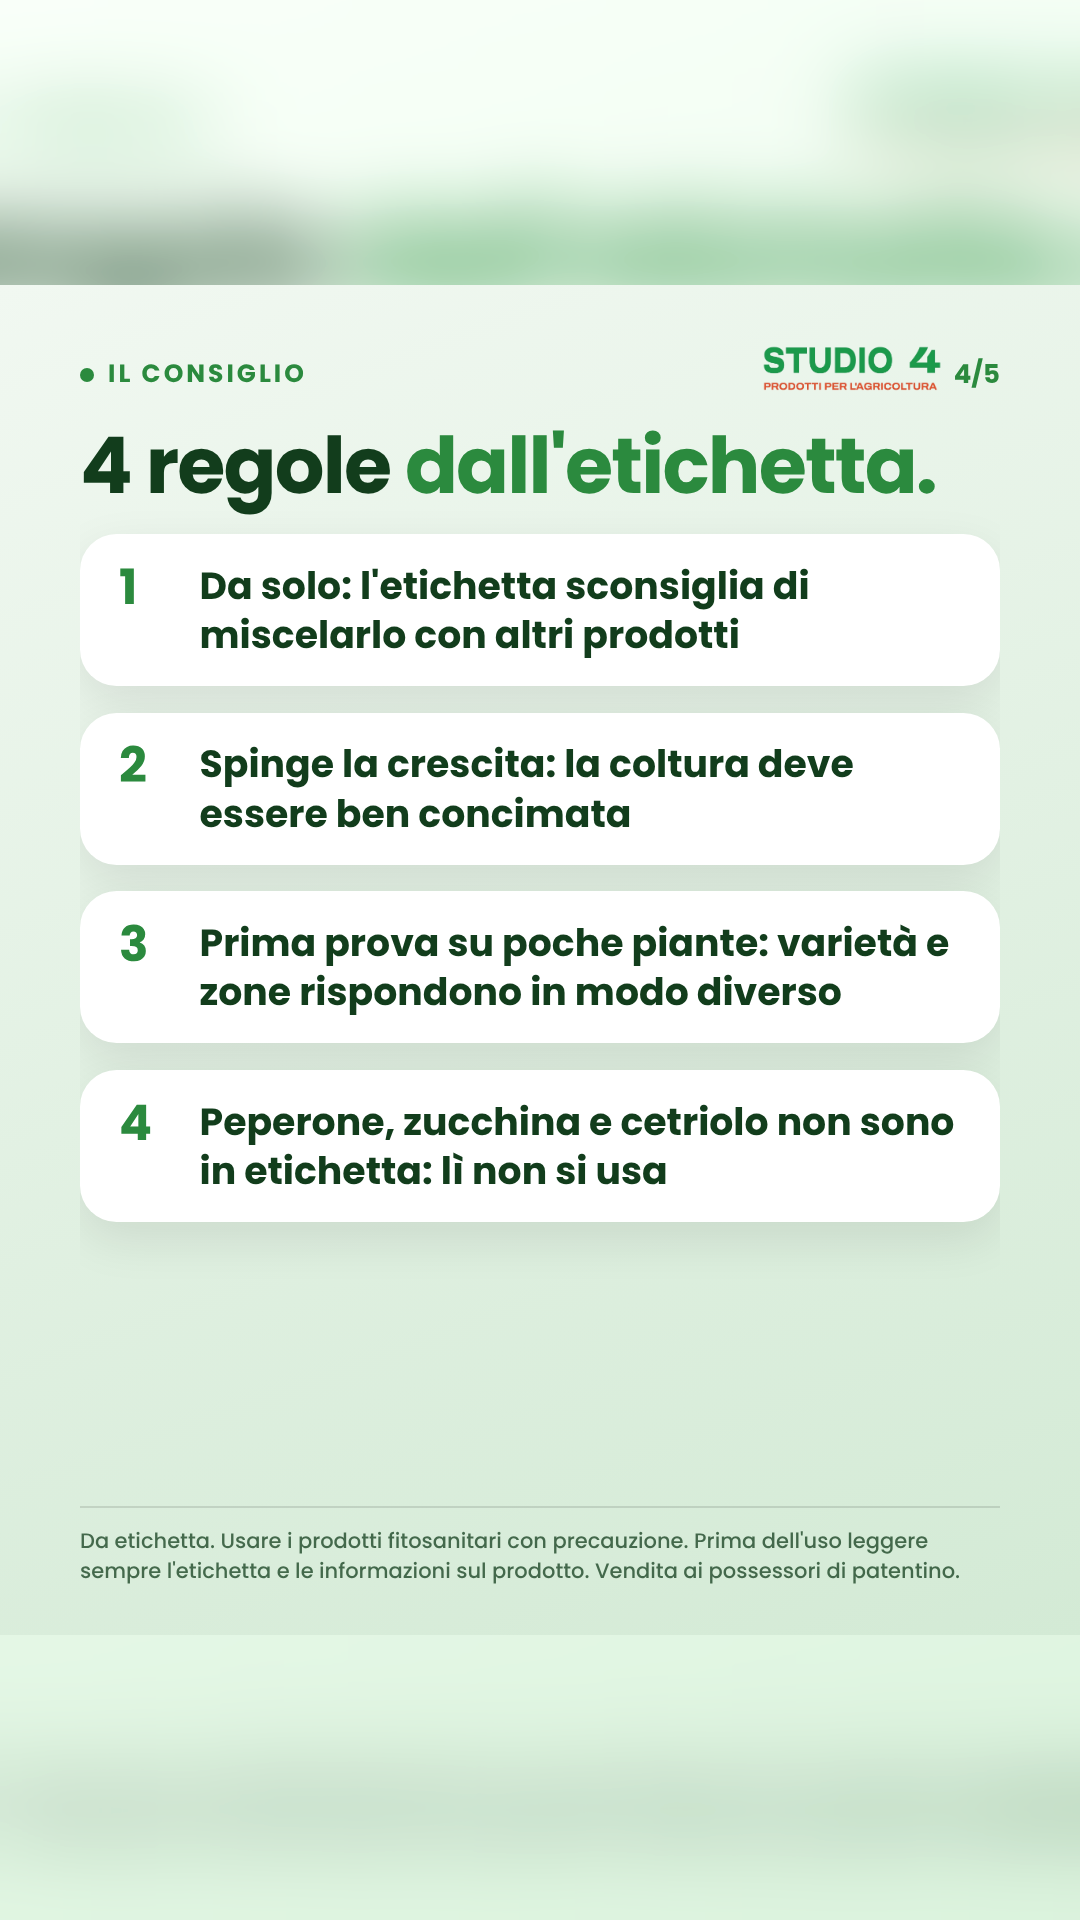 IL CONSIGLIO
STUDIO 4
PRODOTTI PER L'AGRICOLTURA
4/5
4 regole dall'etichetta.
1
Da solo: l'etichetta sconsiglia di
miscelarlo con altri prodotti
2
Spinge la crescita: la coltura deve
essere ben concimata
3
Prima prova su poche piante: varietà e
zone rispondono in modo diverso
4
Peperone, zucchina e cetriolo non sono
in etichetta: lì non si usa
Da etichetta. Usare i prodotti fitosanitari con precauzione. Prima dell'uso leggere
sempre l'etichetta e le informazioni sul prodotto. Vendita ai possessori di patentino.